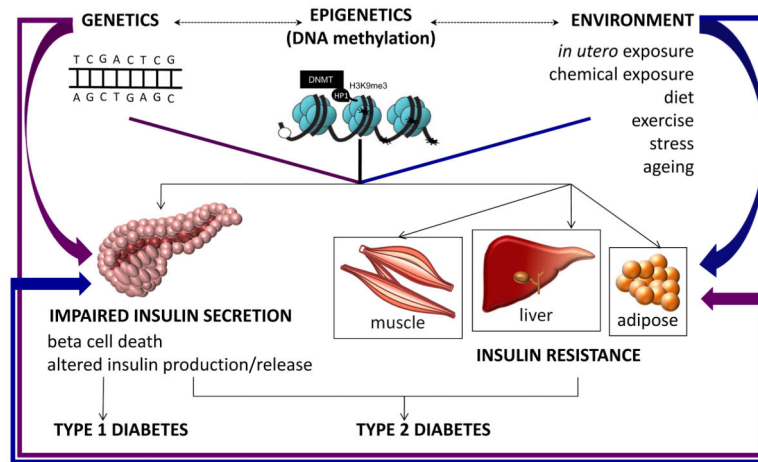 GENETICS
EPIGENETICS
(DNA methylation)
ENVIRONMENT
T C G A C T C G
A G C T G A G C
DNMT
HP1
H3K9me3
in utero exposure
chemical exposure
diet
exercise
stress
ageing
IMPAIRED INSULIN SECRETION
beta cell death
altered insulin production/release
muscle
liver
adipose
INSULIN RESISTANCE
TYPE 1 DIABETES
TYPE 2 DIABETES